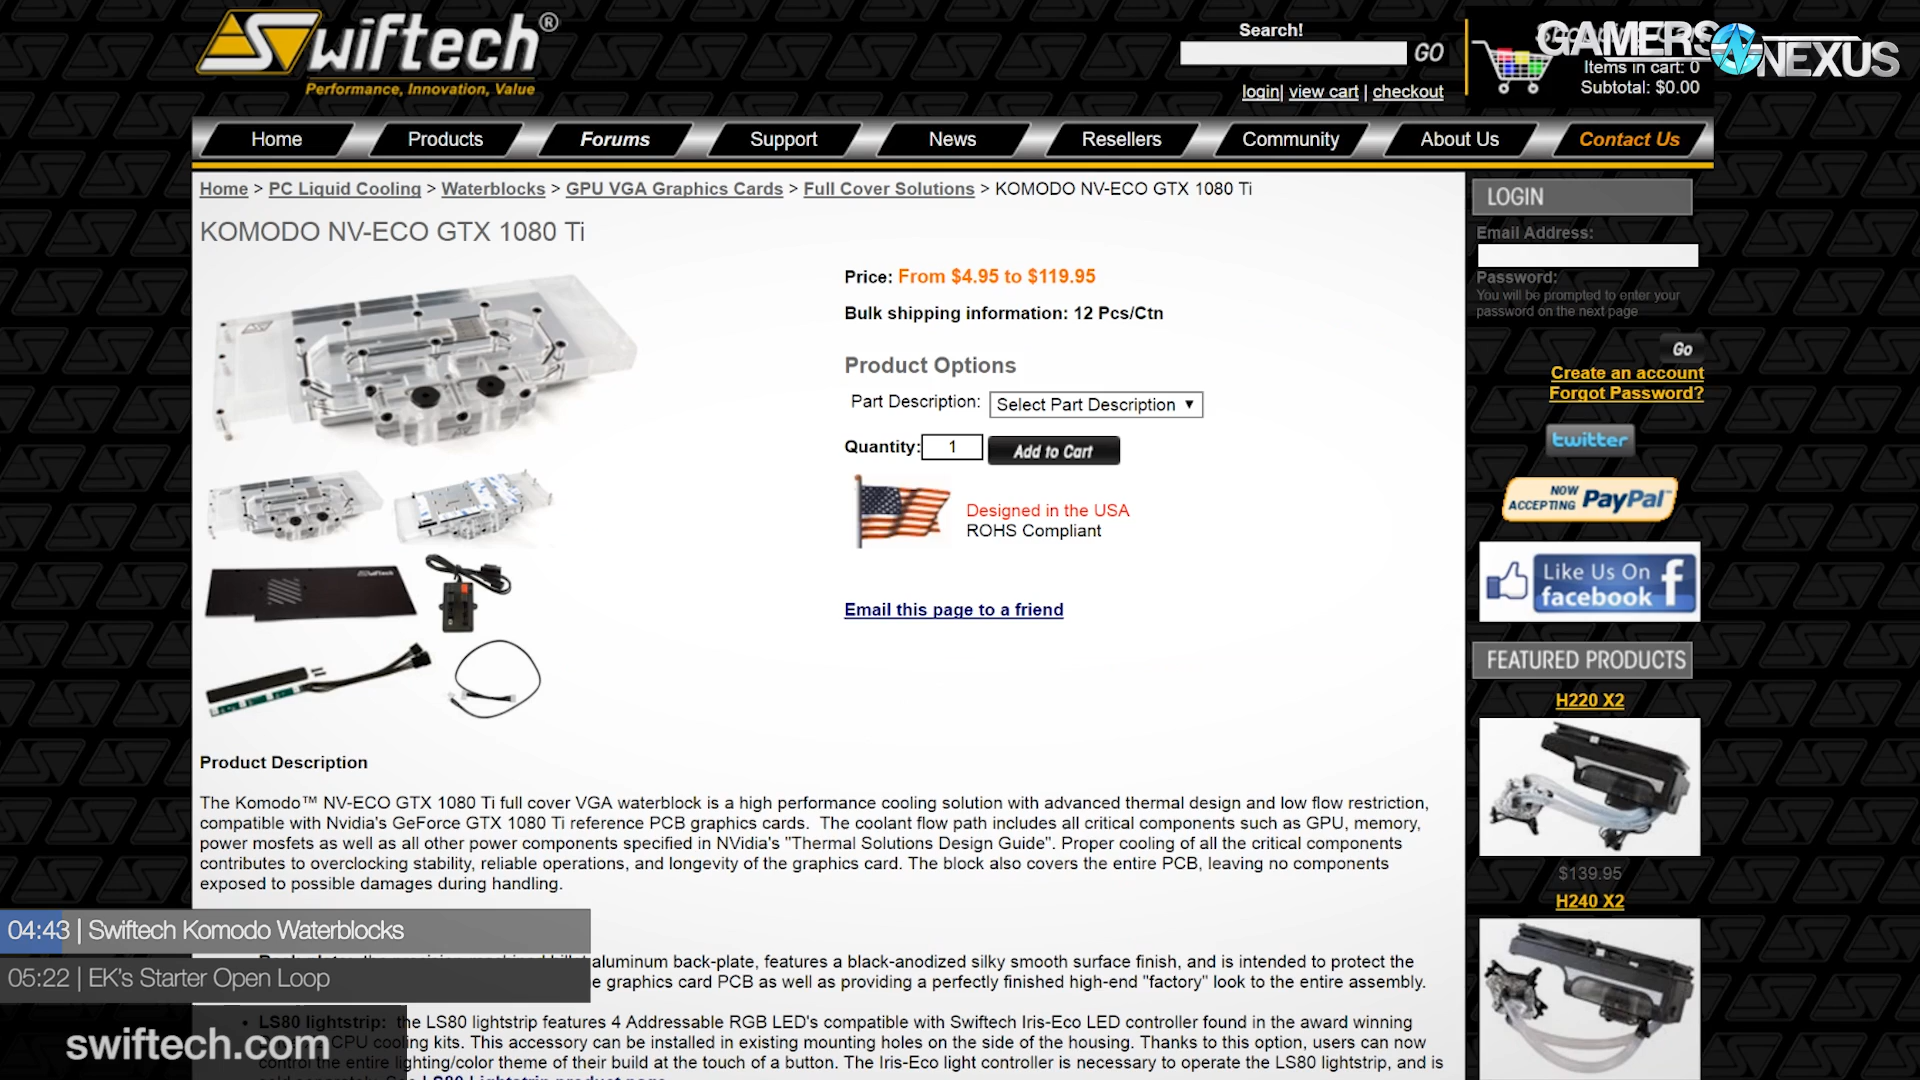 Swiftech®
Performance, Innovation, Value
Search!
GO
login| view cart | checkout
Items in cart: 0
Subtotal: $0.00
GAMERS NEXUS
Home
Products
Forums
Support
News
Resellers
Community
About Us
Contact Us
Home > PC Liquid Cooling > Waterblocks > GPU VGA Graphics Cards > Full Cover Solutions > KOMODO NV-ECO GTX 1080 Ti
KOMODO NV-ECO GTX 1080 Ti
Price: From $4.95 to $119.95
Bulk shipping information: 12 Pcs/Ctn
Product Options
Part Description: Select Part Description ▼
Quantity: 1 Add to Cart
Designed in the USA
ROHS Compliant
Email this page to a friend
Swiftech
Product Description
The Komodo™ NV-ECO GTX 1080 Ti full cover VGA waterblock is a high performance cooling solution with advanced thermal design and low flow restriction,
compatible with Nvidia's GeForce GTX 1080 Ti reference PCB graphics cards. The coolant flow path includes all critical components such as GPU, memory,
power mosfets as well as all other power components specified in NVidia's "Thermal Solutions Design Guide". Proper cooling of all the critical components
contributes to overclocking stability, reliable operations, and longevity of the graphics card. The block also covers the entire PCB, leaving no components
exposed to possible damages during handling.
aluminum back-plate, features a black-anodized silky smooth surface finish, and is intended to protect the
graphics card PCB as well as providing a perfectly finished high-end "factory" look to the entire assembly.
• LS80 lightstrip: the LS80 lightstrip features 4 Addressable RGB LED's compatible with Swiftech Iris-Eco LED controller found in the award winning
CPU cooling kits. This accessory can be installed in existing mounting holes on the side of the housing. Thanks to this option, users can now
control the entire lighting/color theme of their build at the touch of a button. The Iris-Eco light controller is necessary to operate the LS80 lightstrip, and is
LS80 Lightstrip product page
LOGIN
Email Address:
Password:
You will be prompted to enter your
password on the next page
Go
Create an account
Forgot Password?
twitter
NOW ACCEPTING PayPal™
Like Us On
facebook
FEATURED PRODUCTS
H220 X2
$139.95
H240 X2
04:43 | Swiftech Komodo Waterblocks
05:22 | EK's Starter Open Loop
swiftech.com